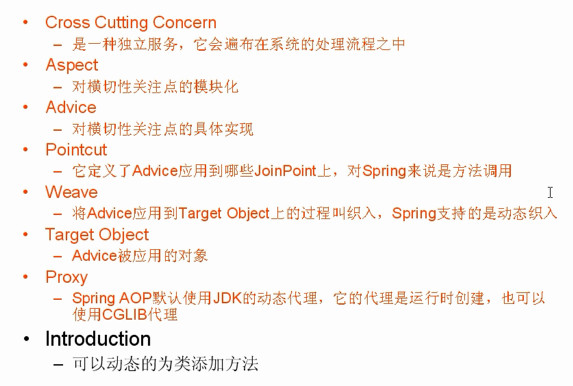 • Cross Cutting Concern
– 是一种独立服务，它会遍布在系统的处理流程之中
• Aspect
– 对横切性关注点的模块化
• Advice
– 对横切性关注点的具体实现
• Pointcut
– 它定义了Advice应用到哪些JoinPoint上，对Spring来说是方法调用
• Weave
– 将Advice应用到Target Object上的过程叫织入，Spring支持的是动态织入
• Target Object
– Advice被应用的对象
• Proxy
– Spring AOP默认使用JDK的动态代理，它的代理是运行时创建，也可以
使用CGLIB代理
• Introduction
– 可以动态的为类添加方法